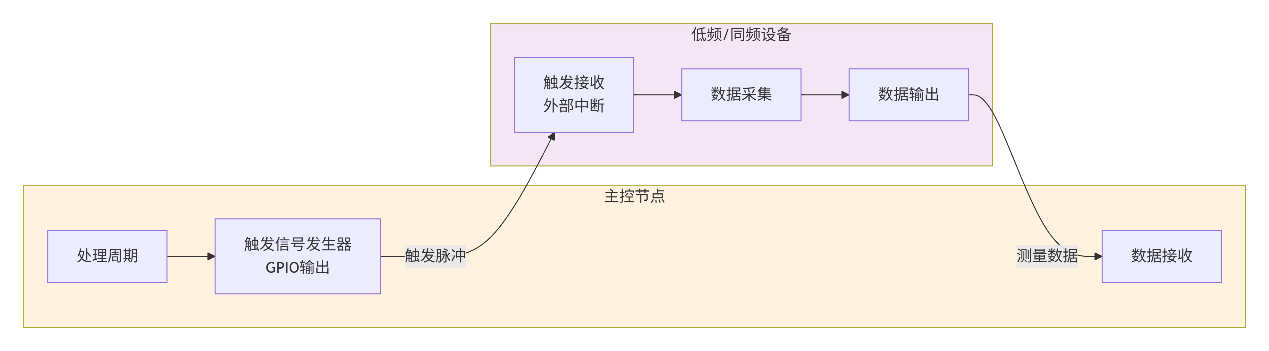 低频/同频设备
触发接收
外部中断
数据采集
数据输出
主控节点
处理周期
触发信号发生器
GPIO输出
触发脉冲
测量数据
数据接收